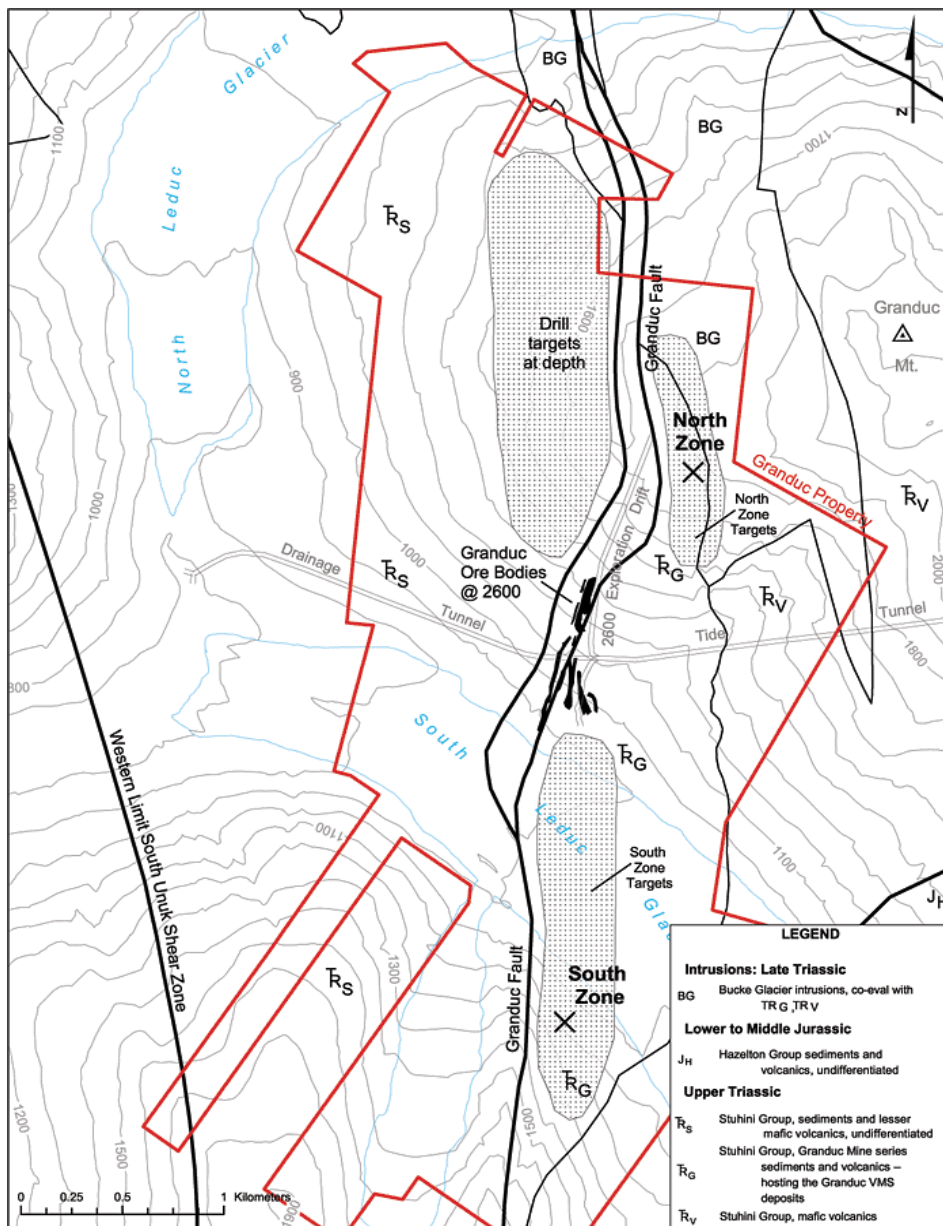 Glacier
Leduc
North
1100
BG
BG
N
1700
ŦRS
Granduc Fault
1600
Drill
targets
at depth
BG
Granduc
Mt.
900
North
Zone
Granduc Property
ŦRV
1000
North
Zone
Targets
2000
Drainage
Tunnel
ŦRS
1000
Granduc
Ore Bodies
@ 2600
2600 Exploration Drift
ŦRG
ŦRV
Tide
Tunnel
1800
800
South
Leduc
ŦRG
Western Limit South Unuk Shear Zone
1100
1100
South
Zone
Targets
JH
ŦRS
1300
Granduc Fault
South
Zone
ŦRG
1200
1500
1500
1900
0 0.25 0.5 1 Kilometers
LEGEND
Intrusions: Late Triassic
BG Bucke Glacier intrusions, co-eval with
TR G ,TR V
Lower to Middle Jurassic
JH Hazelton Group sediments and
volcanics, undifferentiated
Upper Triassic
ŦRS Stuhini Group, sediments and lesser
mafic volcanics, undifferentiated
Stuhini Group, Granduc Mine series
ŦRG sediments and volcanics –
hosting the Granduc VMS
deposits
ŦRV Stuhini Group, mafic volcanics